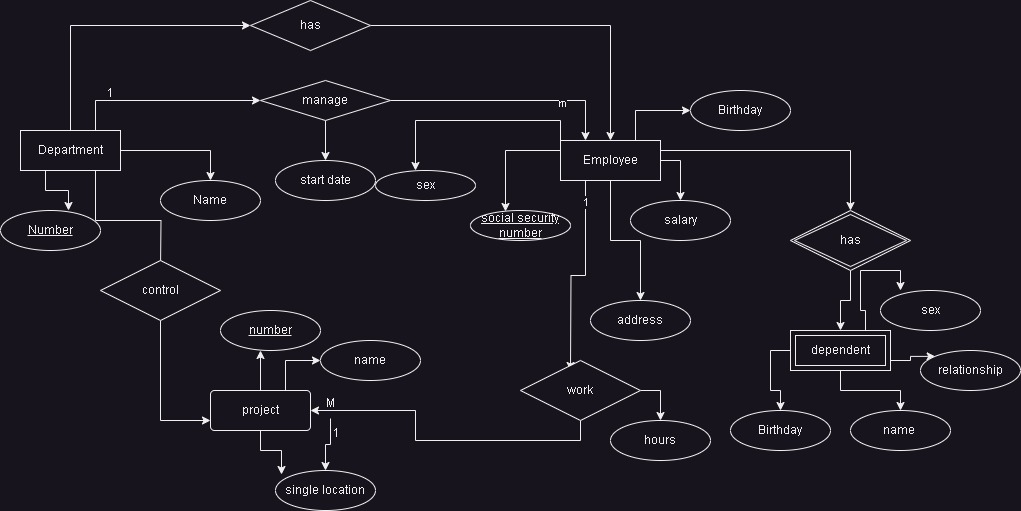 has
1
manage
m
Birthday
Department
Employee
start date
sex
Name
1
salary
social security
number
Number
has
control
address
sex
number
name
dependent
relationship
work
M
project
Birthday
name
1
hours
single location